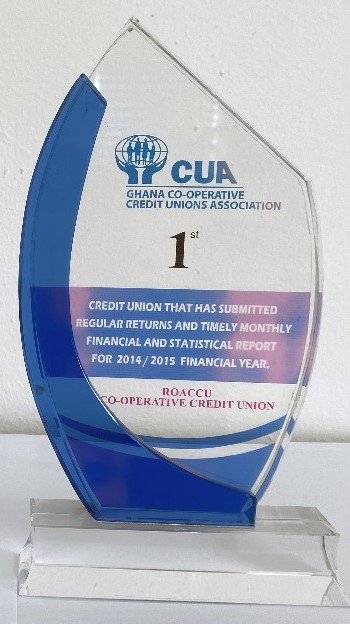 CUA
GHANA CO-OPERATIVE
CREDIT UNIONS ASSOCIATION
1st
CREDIT UNION THAT HAS SUBMITTED
REGULAR RETURNS AND TIMELY MONTHLY
FINANCIAL AND STATISTICAL REPORT
FOR 2014/2015 FINANCIAL YEAR.
ROACCU
CO-OPERATIVE CREDIT UNION